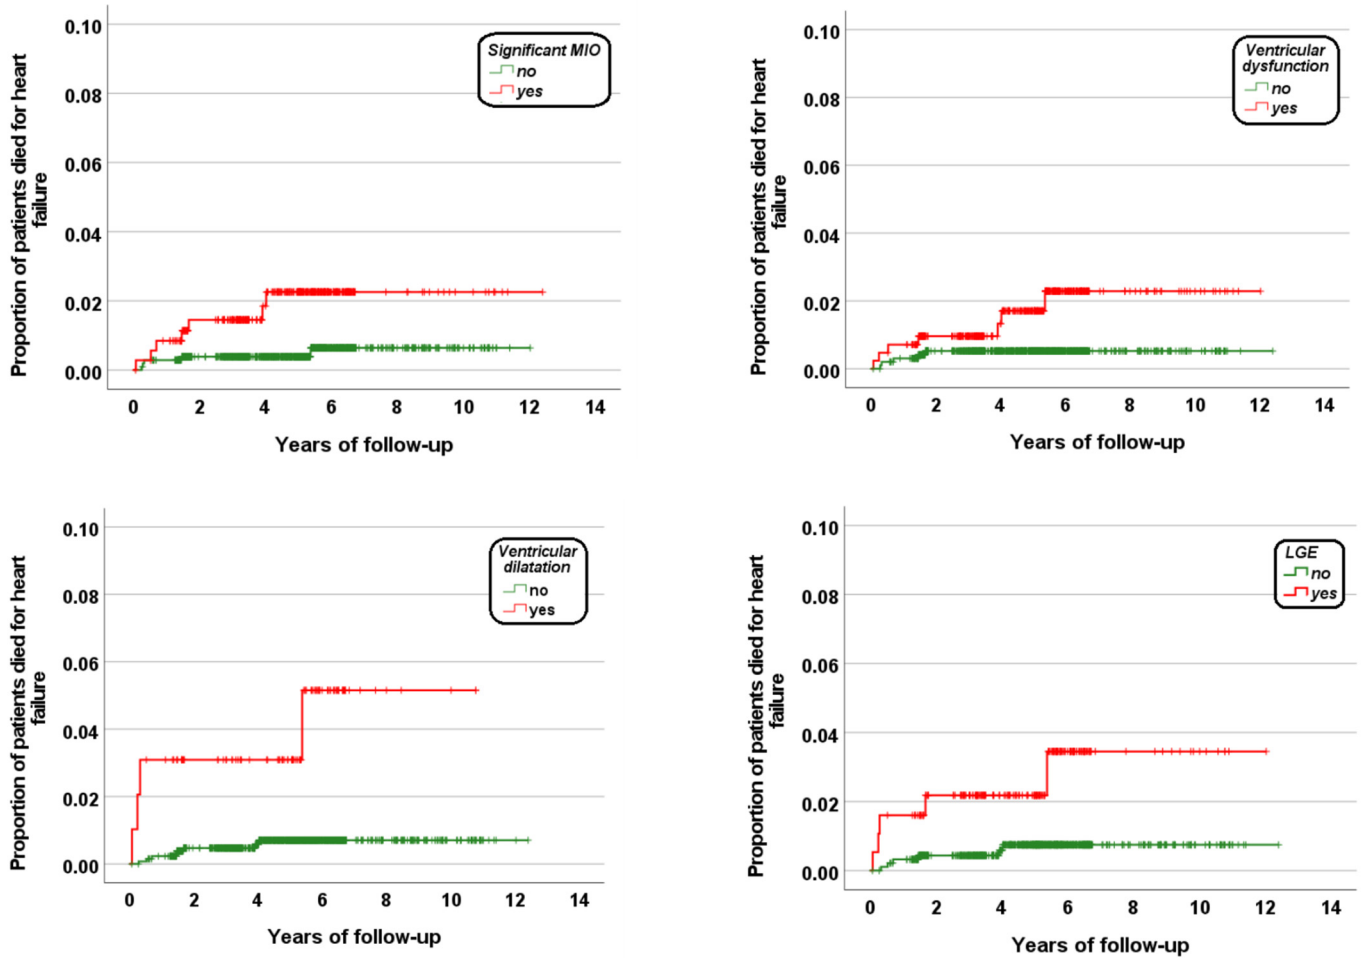 Proportion of patients died for heart
failure
0.10
0.08
0.06
0.04
0.02
0.00
Significant MIO
no
yes
0 2 4 6 8 10 12 14
Years of follow-up
Proportion of patients died for heart
failure
0.10
0.08
0.06
0.04
0.02
0.00
Ventricular
dysfunction
no
yes
0 2 4 6 8 10 12 14
Years of follow-up
Proportion of patients died for heart
failure
0.10
0.08
0.06
0.04
0.02
0.00
Ventricular
dilatation
no
yes
0 2 4 6 8 10 12 14
Years of follow-up
Proportion of patients died for heart
failure
0.10
0.08
0.06
0.04
0.02
0.00
LGE
no
yes
0 2 4 6 8 10 12 14
Years of follow-up